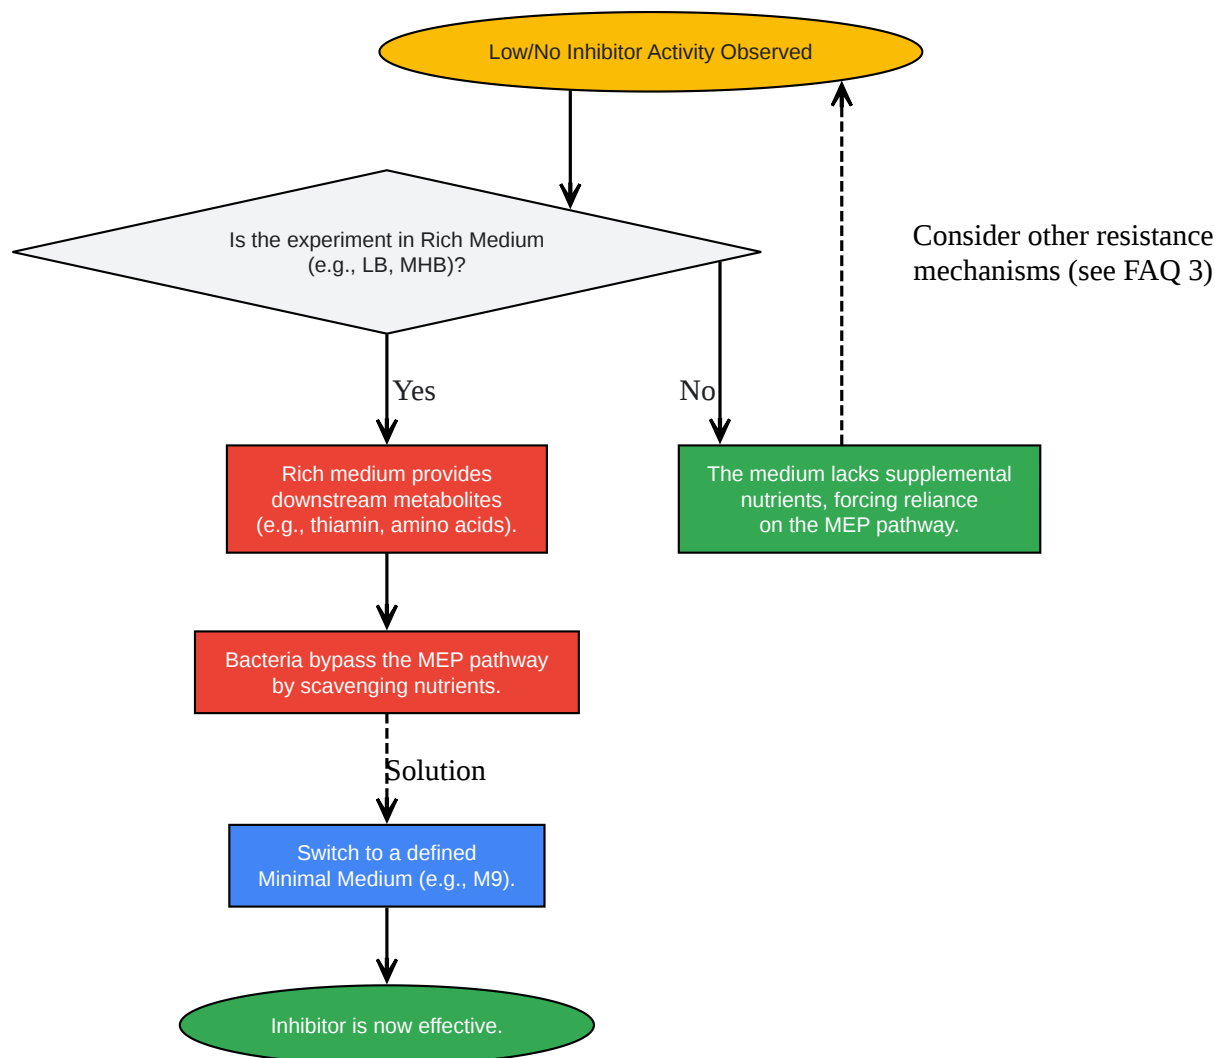 Low/No Inhibitor Activity Observed
Is the experiment in Rich Medium
(e.g., LB, MHB)?
Consider other resistance
mechanisms (see FAQ 3)
Yes
No
Rich medium provides
downstream metabolites
(e.g., thiamin, amino acids).
The medium lacks supplemental
nutrients, forcing reliance
on the MEP pathway.
Bacteria bypass the MEP pathway
by scavenging nutrients.
Solution
Switch to a defined
Minimal Medium (e.g., M9).
Inhibitor is now effective.